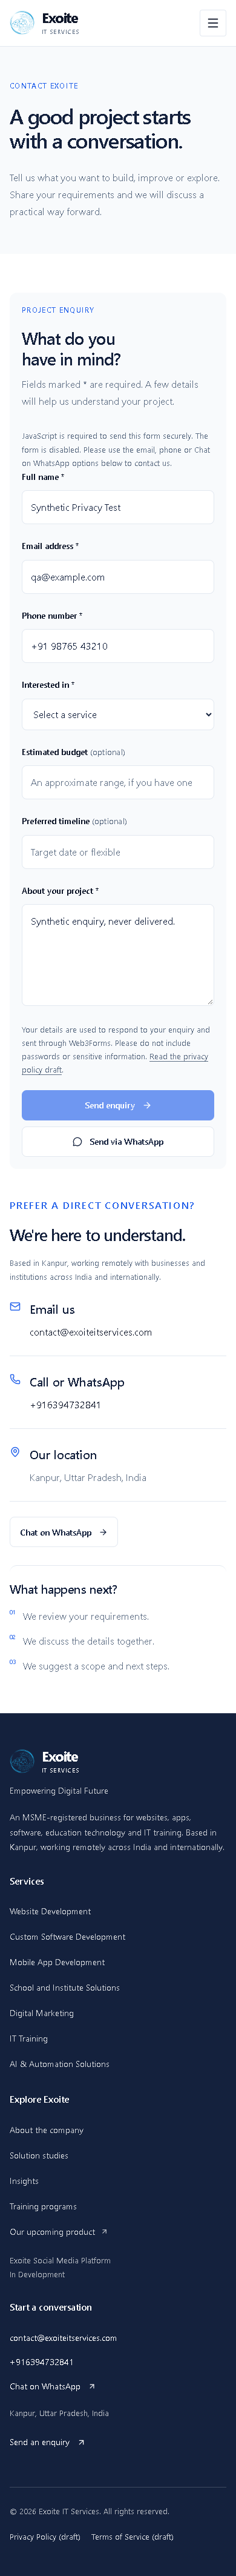 Exoite
IT SERVICES
CONTACT EXOITE
A good project starts
with a conversation.
Tell us what you want to build, improve or explore.
Share your requirements and we will discuss a
practical way forward.
PROJECT ENQUIRY
What do you
have in mind?
Fields marked * are required. A few details
will help us understand your project.
JavaScript is required to send this form securely. The
form is disabled. Please use the email, phone or Chat
on WhatsApp options below to contact us.
Full name *
Synthetic Privacy Test
Email address *
qa@example.com
Phone number *
+91 98765 43210
Interested in *
Select a service
Estimated budget (optional)
An approximate range, if you have one
Preferred timeline (optional)
Target date or flexible
About your project *
Synthetic enquiry, never delivered.
Your details are used to respond to your enquiry and
sent through Web3Forms. Please do not include
passwords or sensitive information. Read the privacy
policy draft.
Send enquiry
Send via WhatsApp
PREFER A DIRECT CONVERSATION?
We're here to understand.
Based in Kanpur, working remotely with businesses and
institutions across India and internationally.
Email us
contact@exoiteitservices.com
Call or WhatsApp
+916394732841
Our location
Kanpur, Uttar Pradesh, India
Chat on WhatsApp
What happens next?
01 We review your requirements.
02 We discuss the details together.
03 We suggest a scope and next steps.
Exoite
IT SERVICES
Empowering Digital Future
An MSME-registered business for websites, apps,
software, education technology and IT training. Based in
Kanpur, working remotely across India and internationally.
Services
Website Development
Custom Software Development
Mobile App Development
School and Institute Solutions
Digital Marketing
IT Training
AI & Automation Solutions
Explore Exoite
About the company
Solution studies
Insights
Training programs
Our upcoming product
Exoite Social Media Platform
In Development
Start a conversation
contact@exoiteitservices.com
+916394732841
Chat on WhatsApp
Kanpur, Uttar Pradesh, India
Send an enquiry
© 2026 Exoite IT Services. All rights reserved.
Privacy Policy (draft) Terms of Service (draft)